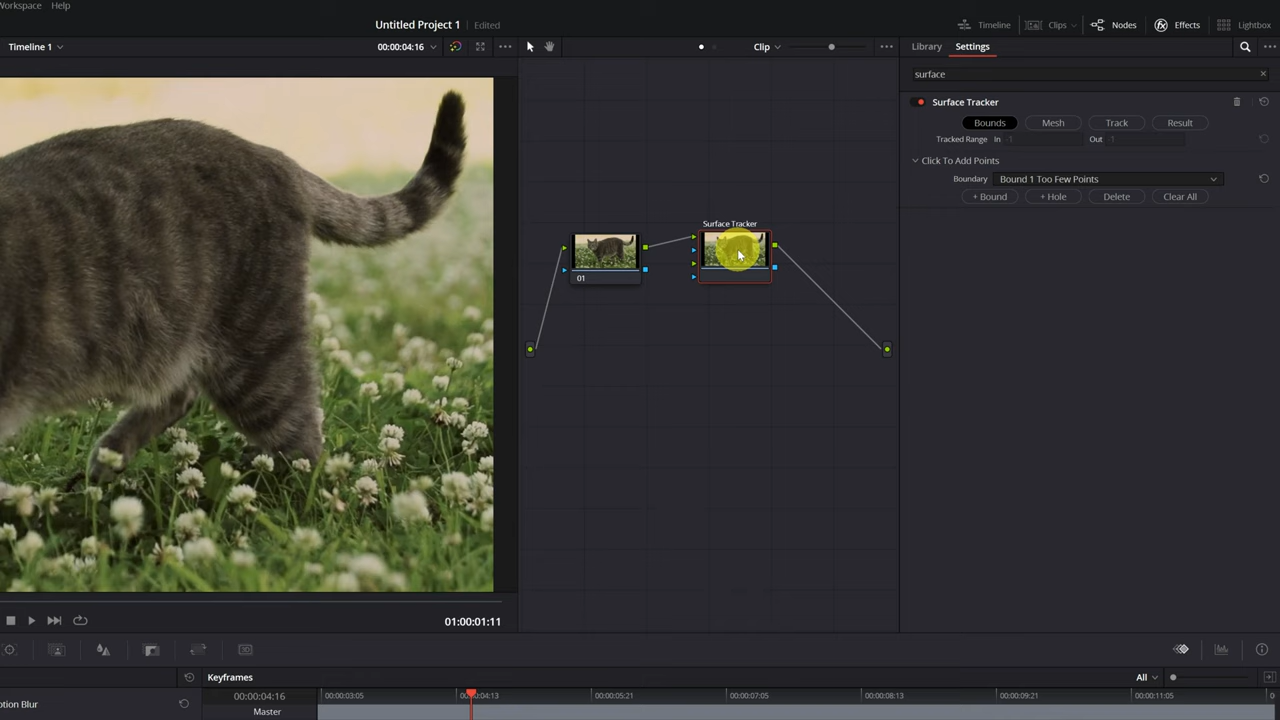 Workspace Help
Untitled Project 1 Edited
Timeline Clips Nodes Effects Lightbox
Timeline 1 00:00:04:16 Clip Library Settings
surface
Surface Tracker
Bounds Mesh Track Result
Tracked Range In -1 Out -1
Click To Add Points
Boundary Bound 1 Too Few Points
+ Bound + Hole Delete Clear All
Surface Tracker
01
01:00:01:11
3D
Keyframes All
00:00:04:16 00:00:03:05 00:00:04:13 00:00:05:21 00:00:07:05 00:00:08:13 00:00:09:21 00:00:11:05
otion Blur Master